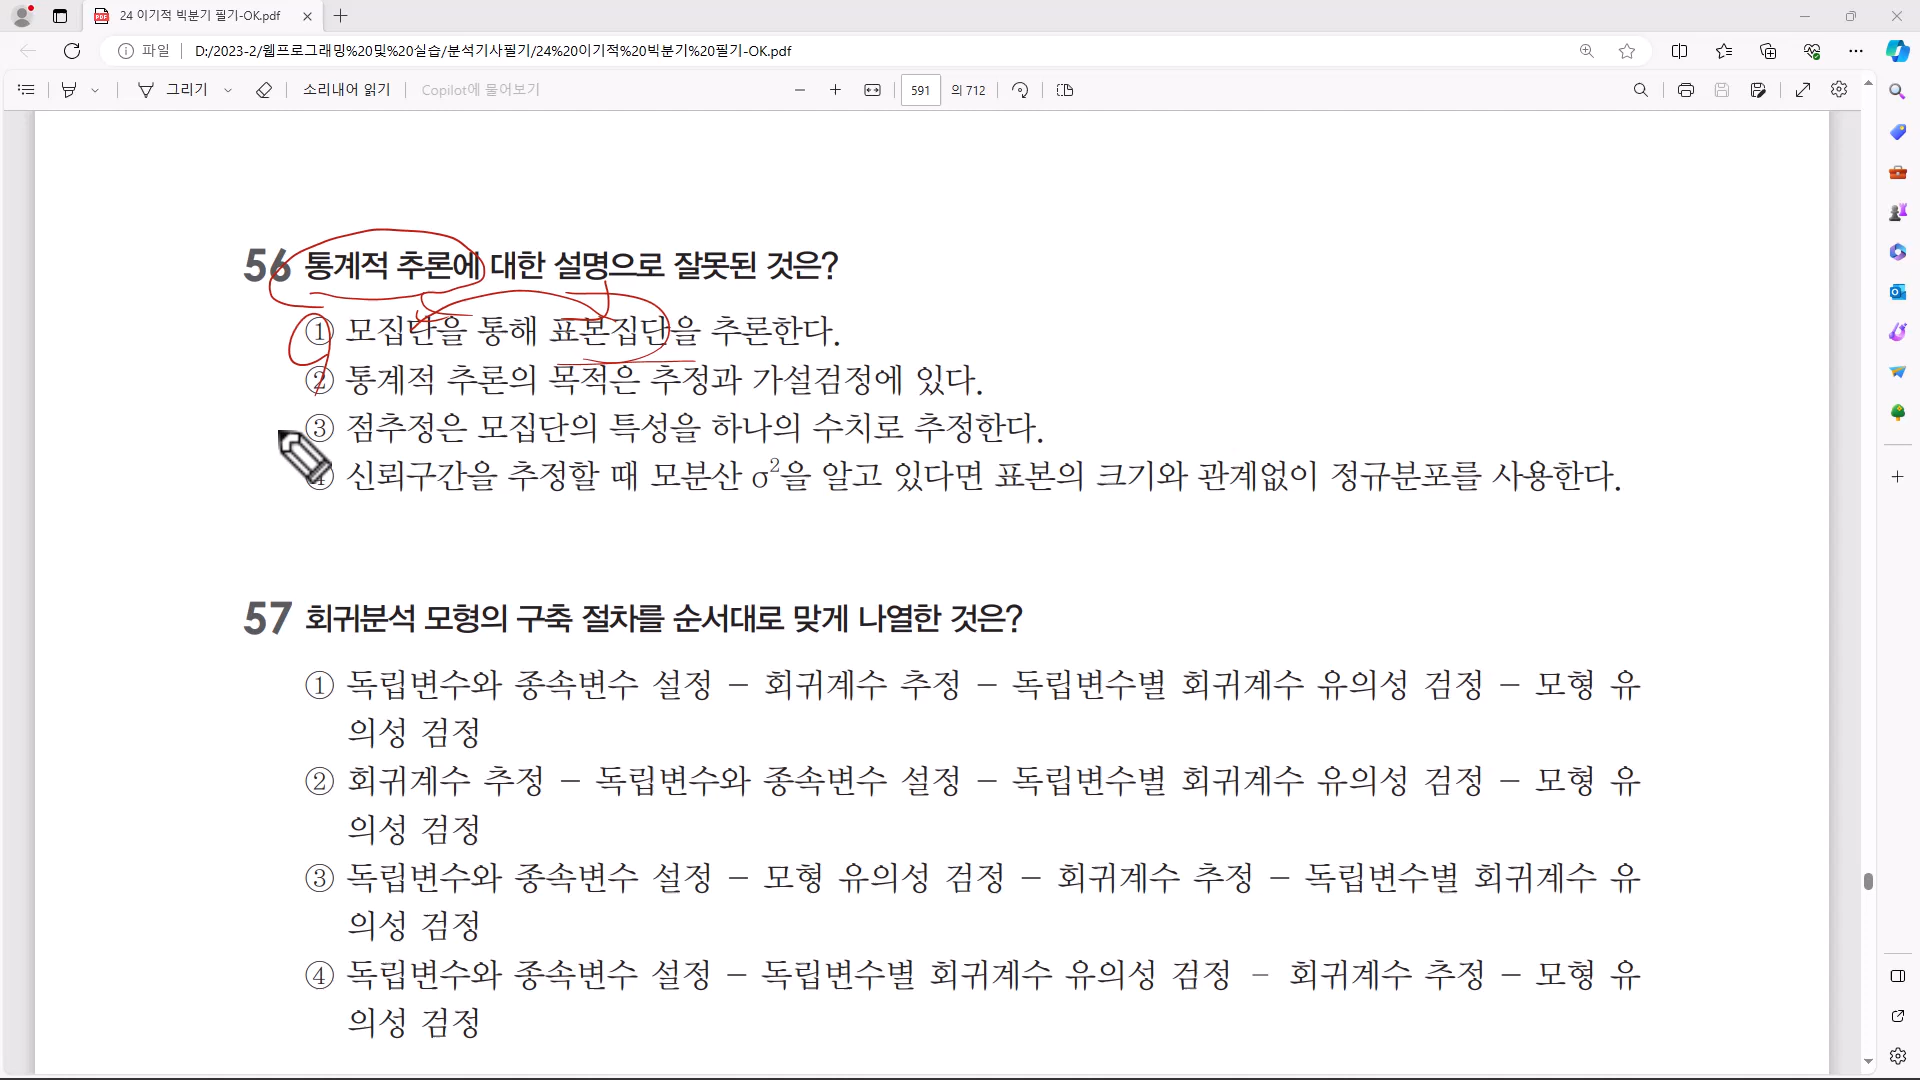 24 이기적 빅분기 필기-OK.pdf
파일
D:/2023-2/웹프로그래밍%20및%20실습/분석기사필기/24%20이기적%20빅분기%20필기-OK.pdf
그리기
소리내어 읽기
Copilot에 물어보기
591 의 712
56 통계적 추론에 대한 설명으로 잘못된 것은?
① 모집단을 통해 표본집단을 추론한다.
② 통계적 추론의 목적은 추정과 가설검정에 있다.
③ 점추정은 모집단의 특성을 하나의 수치로 추정한다.
④ 신뢰구간을 추정할 때 모분산 σ²을 알고 있다면 표본의 크기와 관계없이 정규분포를 사용한다.
57 회귀분석 모형의 구축 절차를 순서대로 맞게 나열한 것은?
① 독립변수와 종속변수 설정 – 회귀계수 추정 – 독립변수별 회귀계수 유의성 검정 – 모형 유
의성 검정
② 회귀계수 추정 – 독립변수와 종속변수 설정 – 독립변수별 회귀계수 유의성 검정 – 모형 유
의성 검정
③ 독립변수와 종속변수 설정 – 모형 유의성 검정 – 회귀계수 추정 – 독립변수별 회귀계수 유
의성 검정
④ 독립변수와 종속변수 설정 – 독립변수별 회귀계수 유의성 검정 – 회귀계수 추정 – 모형 유
의성 검정